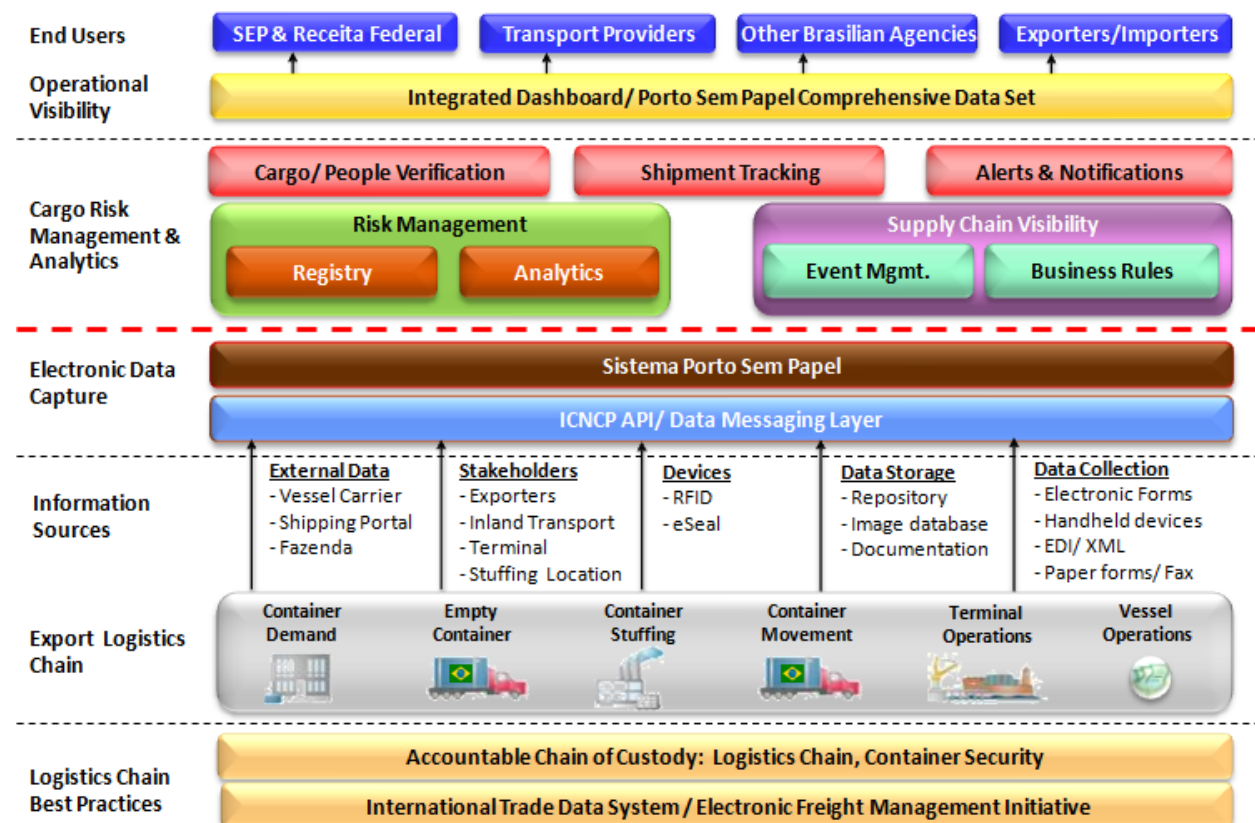 End Users
SEP & Receita Federal
Transport Providers
Other Brasilian Agencies
Exporters/Importers
Operational
Visibility
Integrated Dashboard/ Porto Sem Papel Comprehensive Data Set
Cargo Risk
Management &
Analytics
Cargo/ People Verification
Shipment Tracking
Alerts & Notifications
Risk Management
Registry
Analytics
Supply Chain Visibility
Event Mgmt.
Business Rules
Electronic Data
Capture
Sistema Porto Sem Papel
ICNCP API/ Data Messaging Layer
Information
Sources
External Data
- Vessel Carrier
- Shipping Portal
- Fazenda
Stakeholders
- Exporters
- Inland Transport
- Terminal
- Stuffing Location
Devices
- RFID
- eSeal
Data Storage
- Repository
- Image database
- Documentation
Data Collection
- Electronic Forms
- Handheld devices
- EDI/ XML
- Paper forms/ Fax
Export Logistics
Chain
Container
Demand
Empty
Container
Container
Stuffing
Container
Movement
Terminal
Operations
Vessel
Operations
Logistics Chain
Best Practices
Accountable Chain of Custody: Logistics Chain, Container Security
International Trade Data System / Electronic Freight Management Initiative